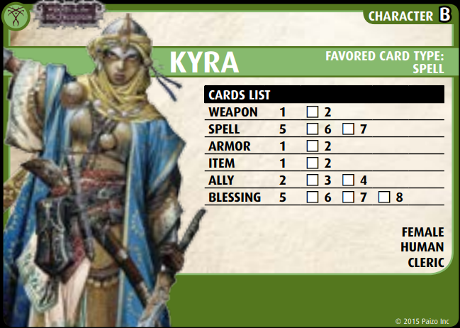 CHARACTER B
KYRA
FAVORED CARD TYPE:
SPELL
CARDS LIST
WEAPON 1 □ 2
SPELL 5 □ 6 □ 7
ARMOR 1 □ 2
ITEM 1 □ 2
ALLY 2 □ 3 □ 4
BLESSING 5 □ 6 □ 7 □ 8
FEMALE
HUMAN
CLERIC
© 2015 Paizo Inc